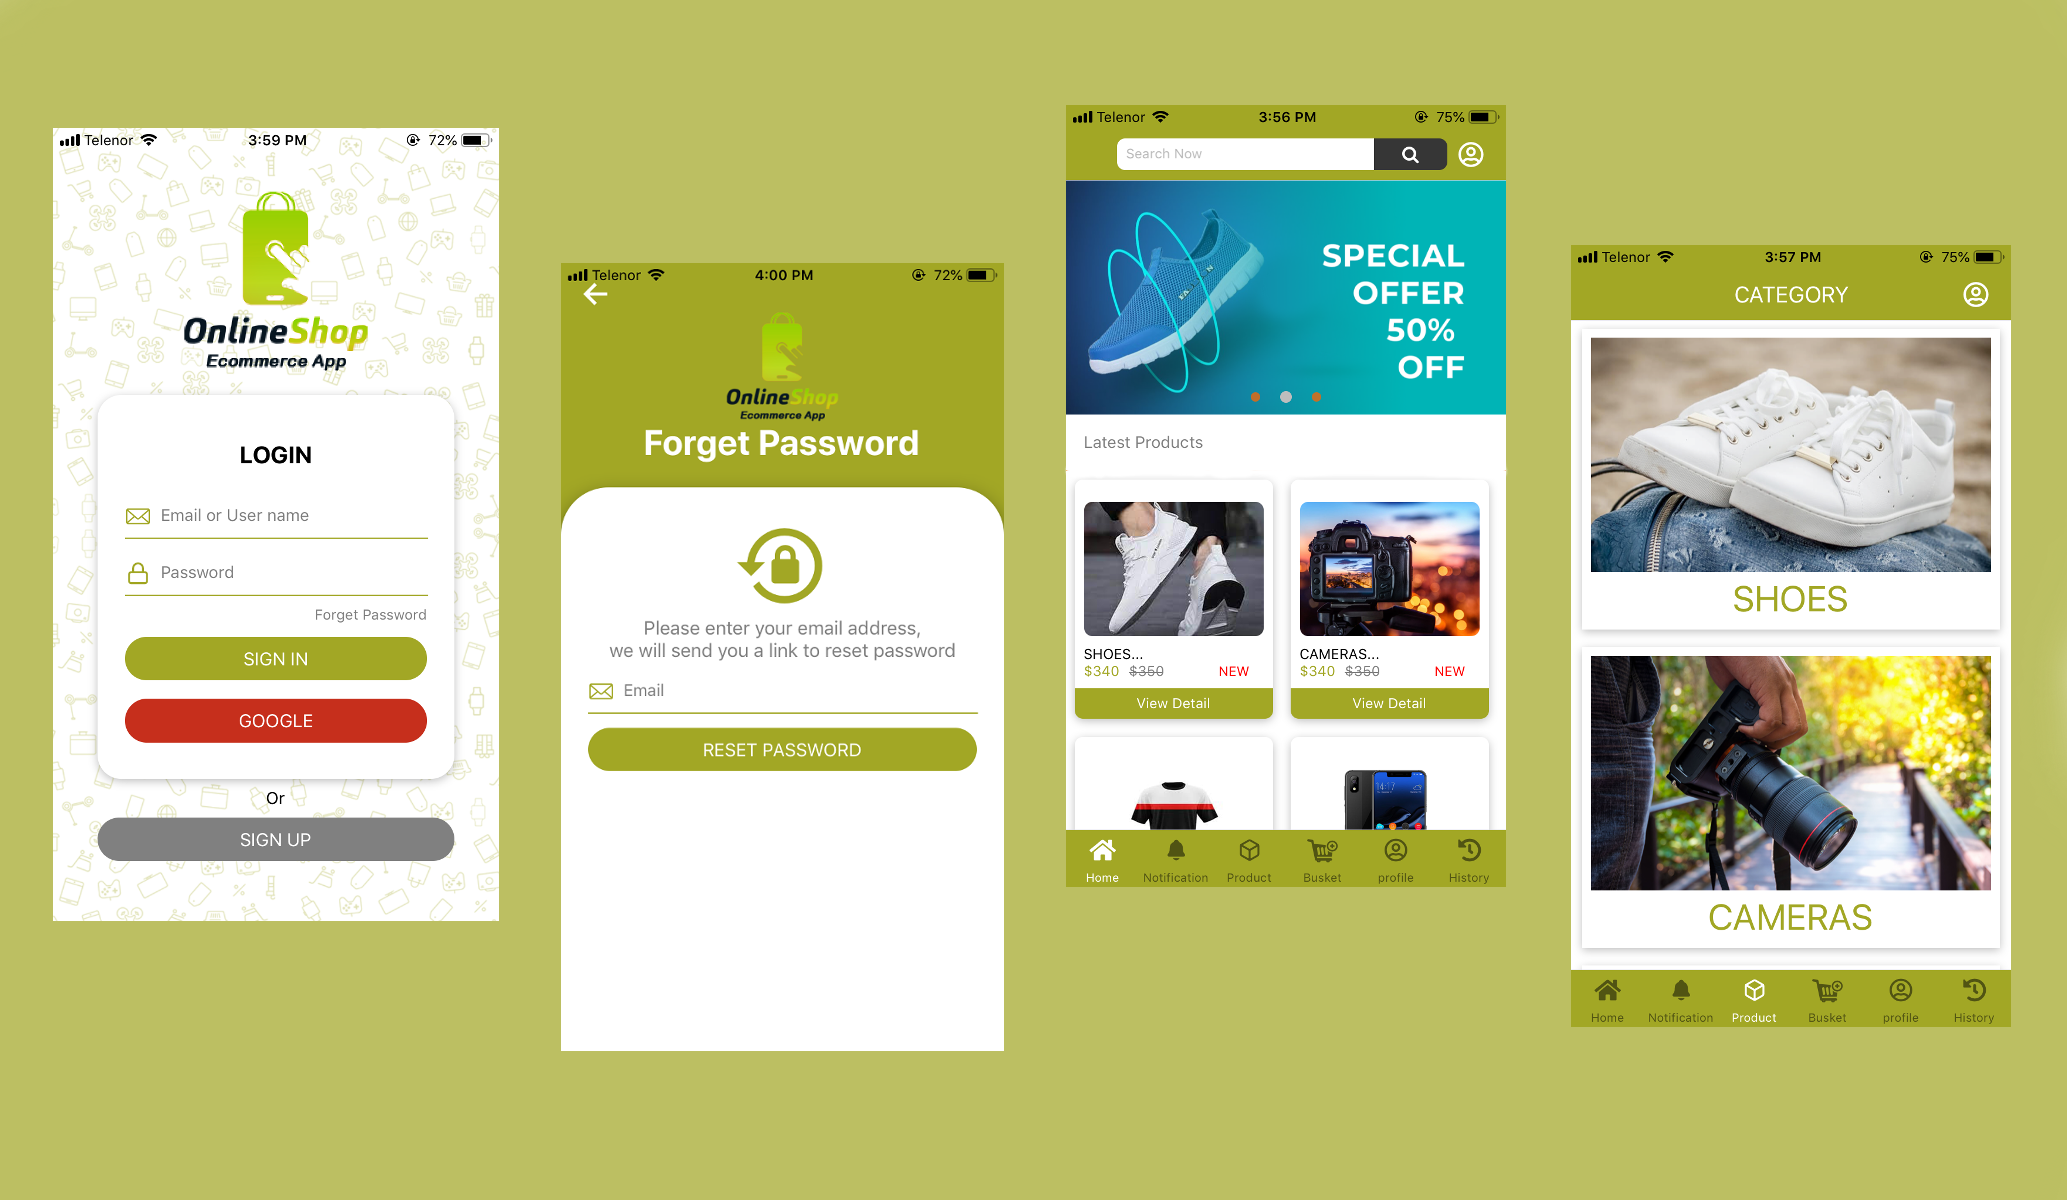 Telenor 3:59 PM 72%
OnlineShop
Ecommerce App
LOGIN
Email or User name
Password
Forget Password
SIGN IN
GOOGLE
Or
SIGN UP
Telenor 4:00 PM 72%
OnlineShop
Ecommerce App
Forget Password
Please enter your email address,
we will send you a link to reset password
Email
RESET PASSWORD
Telenor 3:56 PM 75%
Search Now
SPECIAL
OFFER
50%
OFF
Latest Products
SHOES... CAMERAS...
$340 $350 NEW $340 $350 NEW
View Detail View Detail
14:17
Home Notification Product Busket profile History
Telenor 3:57 PM 75%
CATEGORY
SHOES
CAMERAS
Home Notification Product Busket profile History